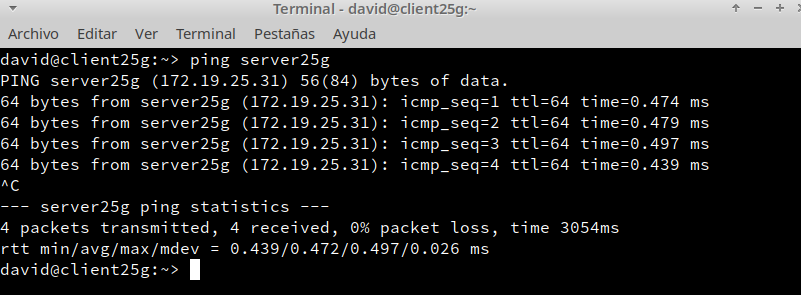 Terminal - david@client25g:~
Archivo Editar Ver Terminal Pestañas Ayuda
david@client25g:~> ping server25g
PING server25g (172.19.25.31) 56(84) bytes of data.
64 bytes from server25g (172.19.25.31): icmp_seq=1 ttl=64 time=0.474 ms
64 bytes from server25g (172.19.25.31): icmp_seq=2 ttl=64 time=0.479 ms
64 bytes from server25g (172.19.25.31): icmp_seq=3 ttl=64 time=0.497 ms
64 bytes from server25g (172.19.25.31): icmp_seq=4 ttl=64 time=0.439 ms
^C
--- server25g ping statistics ---
4 packets transmitted, 4 received, 0% packet loss, time 3054ms
rtt min/avg/max/mdev = 0.439/0.472/0.497/0.026 ms
david@client25g:~>